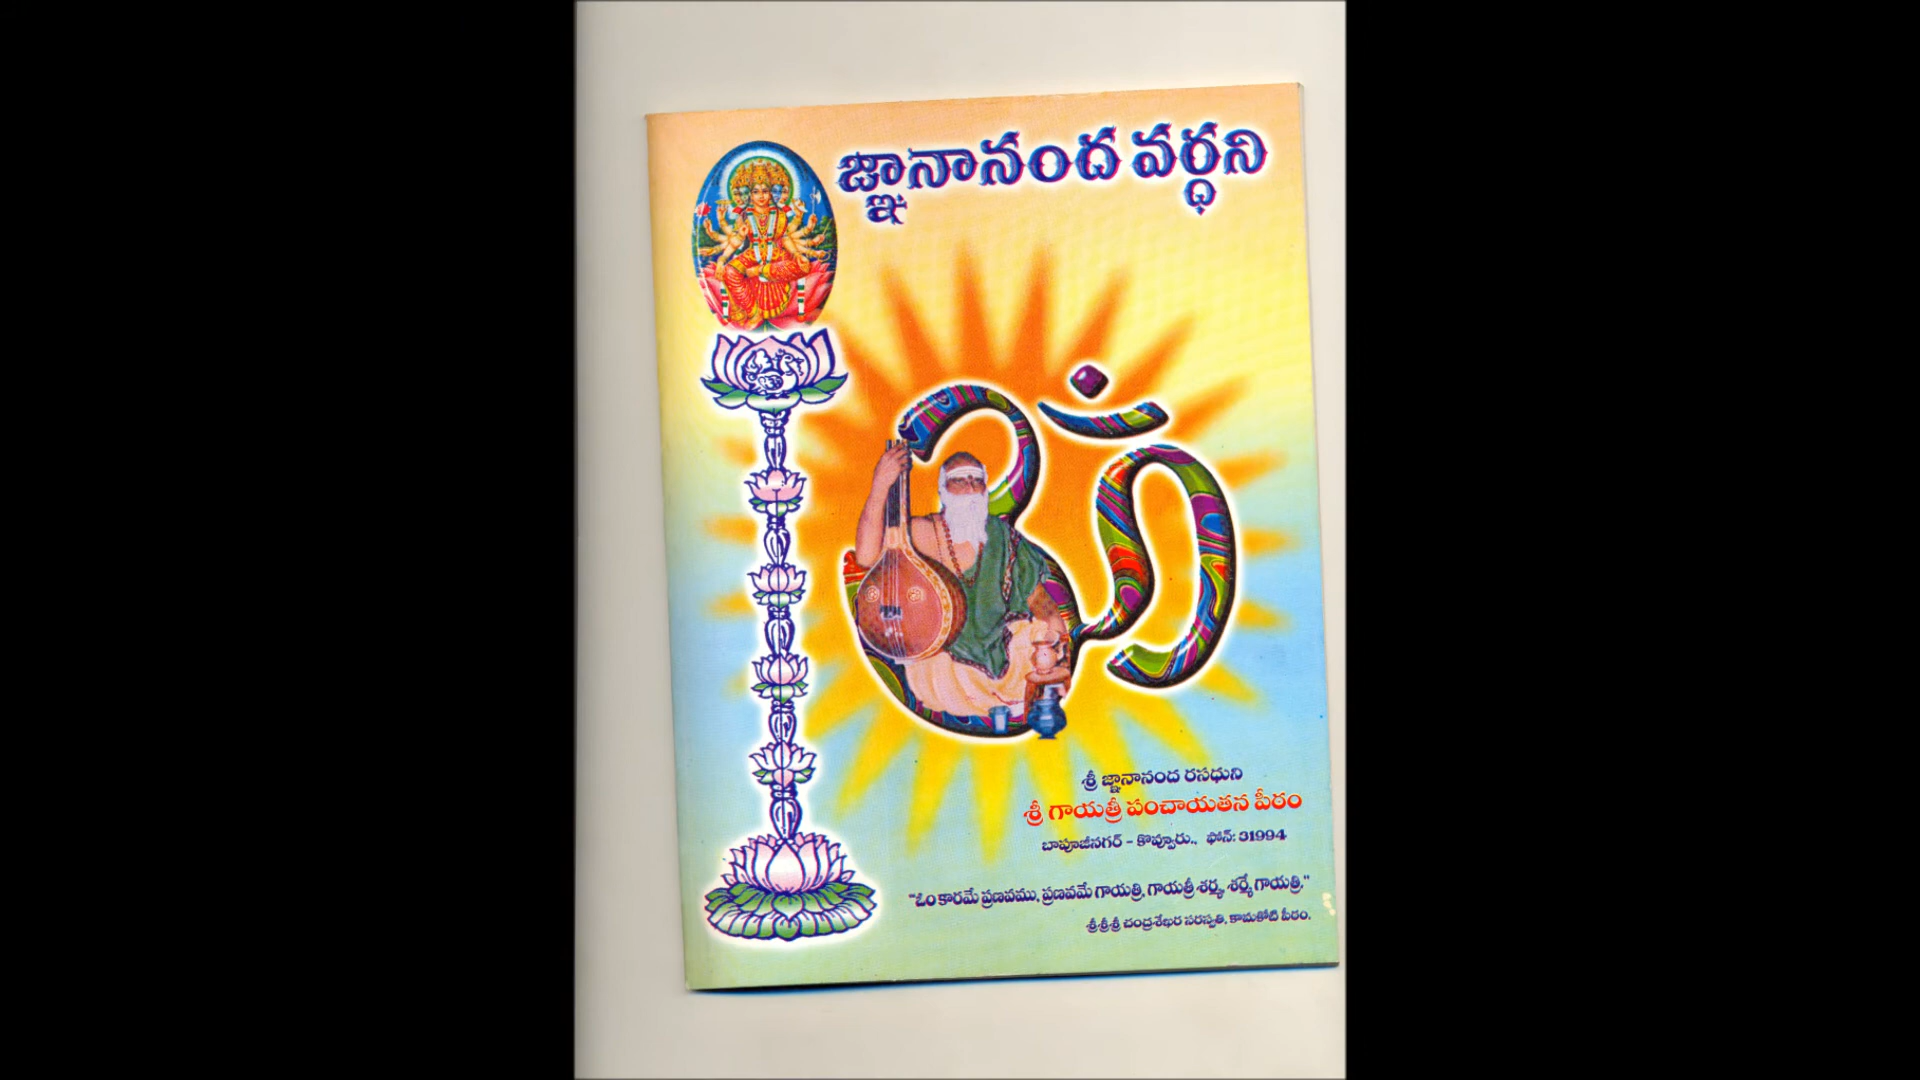 జ్ఞానానంద వర్ధని
శ్రీ జ్ఞానానంద రసధుని
శ్రీ గాయత్రీ పంచాయతన పీఠం
బాపూజీనగర్ - కొవ్వూరు., ఫోన్: 31994
"ఓంకారమే ప్రణవము, ప్రణవమే గాయత్రి, గాయత్రీ శర్మ, శర్మే గాయత్రి."
శ్రీశ్రీశ్రీ చంద్రశేఖర సరస్వతి, కామకోటి పీఠం.